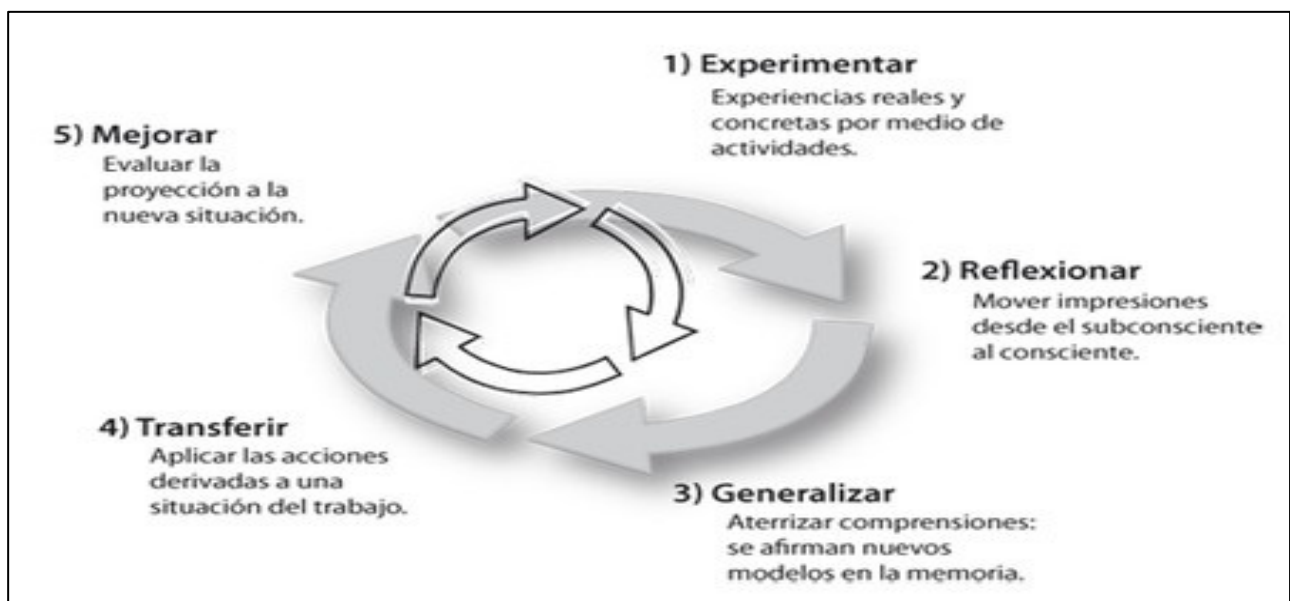 1) Experimentar
Experiencias reales y
concretas por medio de
actividades.
2) Reflexionar
Mover impresiones
desde el subconsciente
al consciente.
3) Generalizar
Aterrizar comprensiones:
se afirman nuevos
modelos en la memoria.
4) Transferir
Aplicar las acciones
derivadas a una
situación del trabajo.
5) Mejorar
Evaluar la
proyección a la
nueva situación.